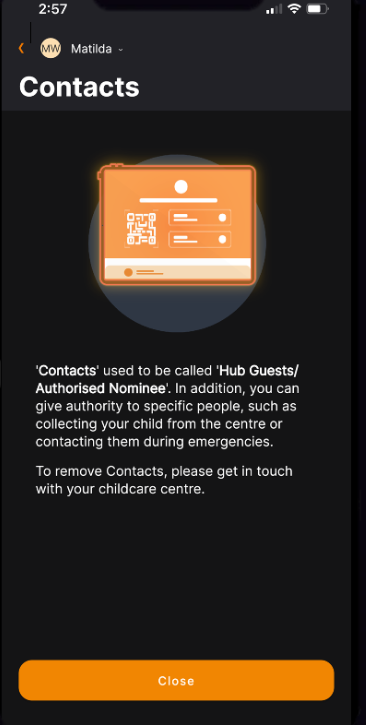 2:57
MW Matilda
Contacts
'Contacts' used to be called 'Hub Guests/
Authorised Nominee'. In addition, you can
give authority to specific people, such as
collecting your child from the centre or
contacting them during emergencies.
To remove Contacts, please get in touch
with your childcare centre.
Close